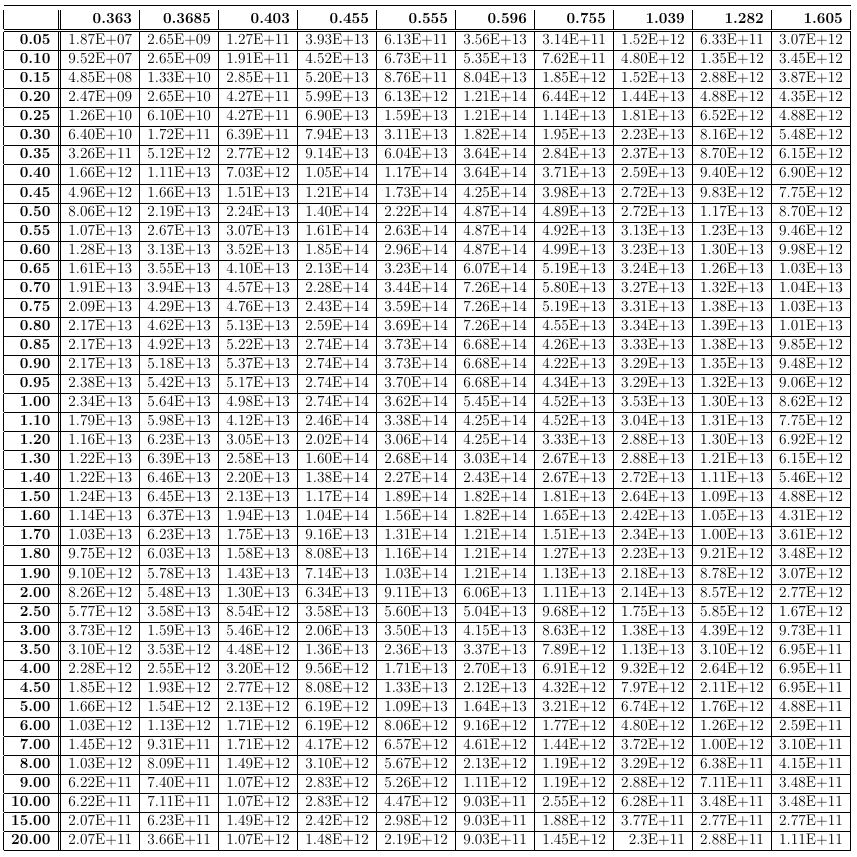 0.363 0.3685 0.403 0.455 0.555 0.596 0.755 1.039 1.282 1.605
0.05 1.87E+07 2.65E+09 1.27E+11 3.93E+13 6.13E+11 3.56E+13 3.14E+11 1.52E+12 6.33E+11 3.07E+12
0.10 9.52E+07 2.65E+09 1.91E+11 4.52E+13 6.73E+11 5.35E+13 7.62E+11 4.80E+12 1.35E+12 3.45E+12
0.15 4.85E+08 1.33E+10 2.85E+11 5.20E+13 8.76E+11 8.04E+13 1.85E+12 1.52E+13 2.88E+12 3.87E+12
0.20 2.47E+09 2.65E+10 4.27E+11 5.99E+13 6.13E+12 1.21E+14 6.44E+12 1.44E+13 4.88E+12 4.35E+12
0.25 1.26E+10 6.10E+10 4.27E+11 6.90E+13 1.59E+13 1.21E+14 1.14E+13 1.81E+13 6.52E+12 4.88E+12
0.30 6.40E+10 1.72E+11 6.39E+11 7.94E+13 3.11E+13 1.82E+14 1.95E+13 2.23E+13 8.16E+12 5.48E+12
0.35 3.26E+11 5.12E+12 2.77E+12 9.14E+13 6.04E+13 3.64E+14 2.84E+13 2.37E+13 8.70E+12 6.15E+12
0.40 1.66E+12 1.11E+13 7.03E+12 1.05E+14 1.17E+14 3.64E+14 3.71E+13 2.59E+13 9.40E+12 6.90E+12
0.45 4.96E+12 1.66E+13 1.51E+13 1.21E+14 1.73E+14 4.25E+14 3.98E+13 2.72E+13 9.83E+12 7.75E+12
0.50 8.06E+12 2.19E+13 2.24E+13 1.40E+14 2.22E+14 4.87E+14 4.89E+13 2.72E+13 1.17E+13 8.70E+12
0.55 1.07E+13 2.67E+13 3.07E+13 1.61E+14 2.63E+14 4.87E+14 4.92E+13 3.13E+13 1.23E+13 9.46E+12
0.60 1.28E+13 3.13E+13 3.52E+13 1.85E+14 2.96E+14 4.87E+14 4.99E+13 3.23E+13 1.30E+13 9.98E+12
0.65 1.61E+13 3.55E+13 4.10E+13 2.13E+14 3.23E+14 6.07E+14 5.19E+13 3.24E+13 1.26E+13 1.03E+13
0.70 1.91E+13 3.94E+13 4.57E+13 2.28E+14 3.44E+14 7.26E+14 5.80E+13 3.27E+13 1.32E+13 1.04E+13
0.75 2.09E+13 4.29E+13 4.76E+13 2.43E+14 3.59E+14 7.26E+14 5.19E+13 3.31E+13 1.38E+13 1.03E+13
0.80 2.17E+13 4.62E+13 5.13E+13 2.59E+14 3.69E+14 7.26E+14 4.55E+13 3.34E+13 1.39E+13 1.01E+13
0.85 2.17E+13 4.92E+13 5.22E+13 2.74E+14 3.73E+14 6.68E+14 4.26E+13 3.33E+13 1.38E+13 9.85E+12
0.90 2.17E+13 5.18E+13 5.37E+13 2.74E+14 3.73E+14 6.68E+14 4.22E+13 3.29E+13 1.35E+13 9.48E+12
0.95 2.38E+13 5.42E+13 5.17E+13 2.74E+14 3.70E+14 6.68E+14 4.34E+13 3.29E+13 1.32E+13 9.06E+12
1.00 2.34E+13 5.64E+13 4.98E+13 2.74E+14 3.62E+14 5.45E+14 4.52E+13 3.53E+13 1.30E+13 8.62E+12
1.10 1.79E+13 5.98E+13 4.12E+13 2.46E+14 3.38E+14 4.25E+14 4.52E+13 3.04E+13 1.31E+13 7.75E+12
1.20 1.16E+13 6.23E+13 3.05E+13 2.02E+14 3.06E+14 4.25E+14 3.33E+13 2.88E+13 1.30E+13 6.92E+12
1.30 1.22E+13 6.39E+13 2.58E+13 1.60E+14 2.68E+14 3.03E+14 2.67E+13 2.88E+13 1.21E+13 6.15E+12
1.40 1.22E+13 6.46E+13 2.20E+13 1.38E+14 2.27E+14 2.43E+14 2.67E+13 2.72E+13 1.11E+13 5.46E+12
1.50 1.24E+13 6.45E+13 2.13E+13 1.17E+14 1.89E+14 1.82E+14 1.81E+13 2.64E+13 1.09E+13 4.88E+12
1.60 1.14E+13 6.37E+13 1.94E+13 1.04E+14 1.56E+14 1.82E+14 1.65E+13 2.42E+13 1.05E+13 4.31E+12
1.70 1.03E+13 6.23E+13 1.75E+13 9.16E+13 1.31E+14 1.21E+14 1.51E+13 2.34E+13 1.00E+13 3.61E+12
1.80 9.75E+12 6.03E+13 1.58E+13 8.08E+13 1.16E+14 1.21E+14 1.27E+13 2.23E+13 9.21E+12 3.48E+12
1.90 9.10E+12 5.78E+13 1.43E+13 7.14E+13 1.03E+14 1.21E+14 1.13E+13 2.18E+13 8.78E+12 3.07E+12
2.00 8.26E+12 5.48E+13 1.30E+13 6.34E+13 9.11E+13 6.06E+13 1.11E+13 2.14E+13 8.57E+12 2.77E+12
2.50 5.77E+12 3.58E+13 8.54E+12 3.58E+13 5.60E+13 5.04E+13 9.68E+12 1.75E+13 5.85E+12 1.67E+12
3.00 3.73E+12 1.59E+13 5.46E+12 2.06E+13 3.50E+13 4.15E+13 8.63E+12 1.38E+13 4.39E+12 9.73E+11
3.50 3.10E+12 3.53E+12 4.48E+12 1.36E+13 2.36E+13 3.37E+13 7.89E+12 1.13E+13 3.10E+12 6.95E+11
4.00 2.28E+12 2.55E+12 3.20E+12 9.56E+12 1.71E+13 2.70E+13 6.91E+12 9.32E+12 2.64E+12 6.95E+11
4.50 1.85E+12 1.93E+12 2.77E+12 8.08E+12 1.33E+13 2.12E+13 4.32E+12 7.97E+12 2.11E+12 6.95E+11
5.00 1.66E+12 1.54E+12 2.13E+12 6.19E+12 1.09E+13 1.64E+13 3.21E+12 6.74E+12 1.76E+12 4.88E+11
6.00 1.03E+12 1.13E+12 1.71E+12 6.19E+12 8.06E+12 9.16E+12 1.77E+12 4.80E+12 1.26E+12 2.59E+11
7.00 1.45E+12 9.31E+11 1.71E+12 4.17E+12 6.57E+12 4.61E+12 1.44E+12 3.72E+12 1.00E+12 3.10E+11
8.00 1.03E+12 8.09E+11 1.49E+12 3.10E+12 5.67E+12 2.13E+12 1.19E+12 3.29E+12 6.38E+11 4.15E+11
9.00 6.22E+11 7.40E+11 1.07E+12 2.83E+12 5.26E+12 1.11E+12 1.19E+12 2.88E+12 7.11E+11 3.48E+11
10.00 6.22E+11 7.11E+11 1.07E+12 2.83E+12 4.47E+12 9.03E+11 2.55E+12 6.28E+11 3.48E+11 3.48E+11
15.00 2.07E+11 6.23E+11 1.49E+12 2.42E+12 2.98E+12 9.03E+11 1.88E+12 3.77E+11 2.77E+11 2.77E+11
20.00 2.07E+11 3.66E+11 1.07E+12 1.48E+12 2.19E+12 9.03E+11 1.45E+12 2.3E+11 2.88E+11 1.11E+11